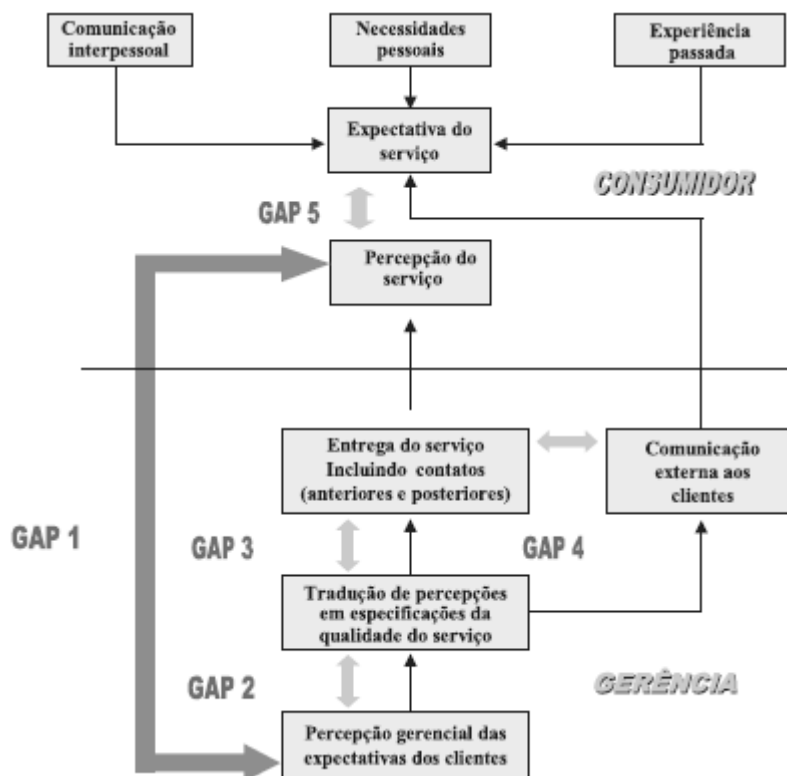 Comunicação
interpessoal
Necessidades
pessoais
Experiência
passada
Expectativa do
serviço
CONSUMIDOR
GAP 5
Percepção do
serviço
Entrega do serviço
Incluindo contatos
(anteriores e posteriores)
Comunicação
externa aos
clientes
GAP 1
GAP 3
GAP 4
Tradução de percepções
em especificações da
qualidade do serviço
GAP 2
GERÊNCIA
Percepção gerencial das
expectativas dos clientes